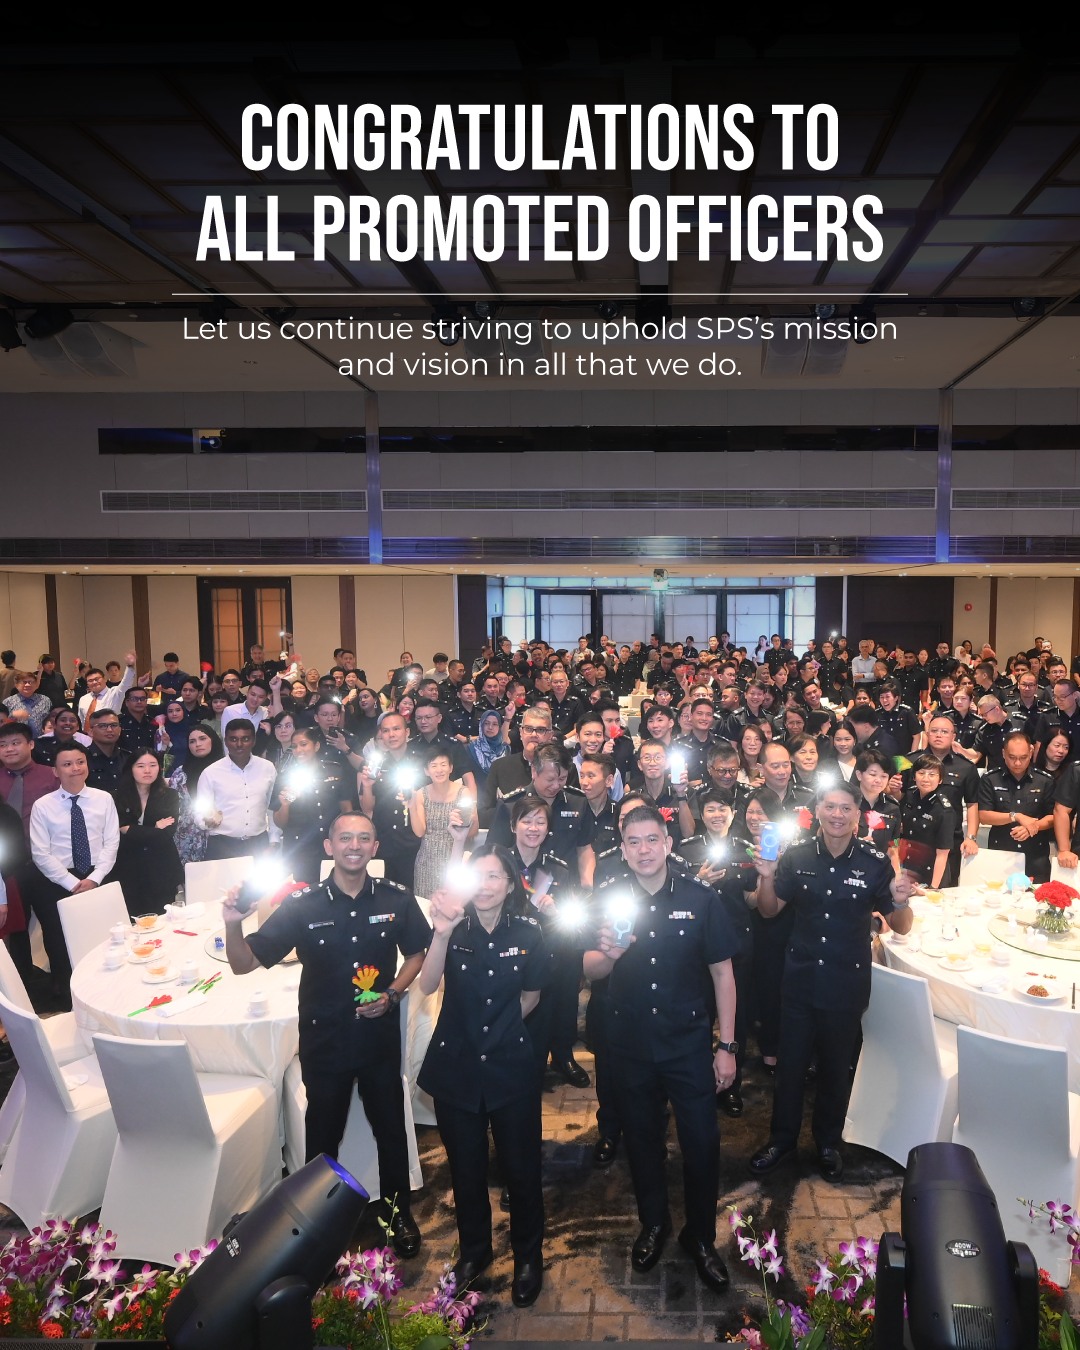 CONGRATULATIONS TO
ALL PROMOTED OFFICERS
Let us continue striving to uphold SPS’s mission
and vision in all that we do.
400W